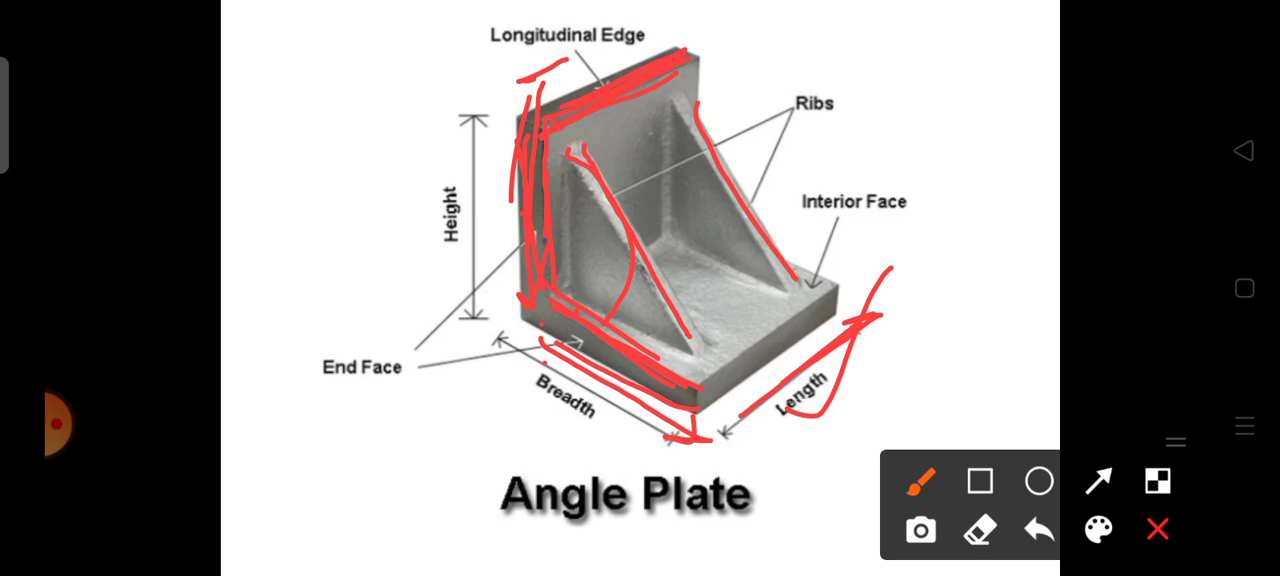 Longitudinal Edge
Ribs
Interior Face
Height
End Face
Breadth
Length
Angle Plate